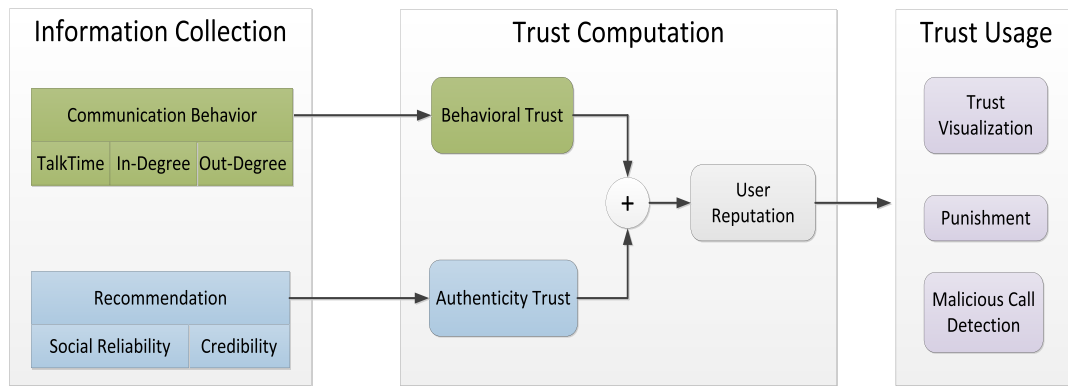 Information Collection
Communication Behavior
TalkTime In-Degree Out-Degree
Recommendation
Social Reliability Credibility
Trust Computation
Behavioral Trust
Authenticity Trust
+
User
Reputation
Trust Usage
Trust
Visualization
Punishment
Malicious Call
Detection